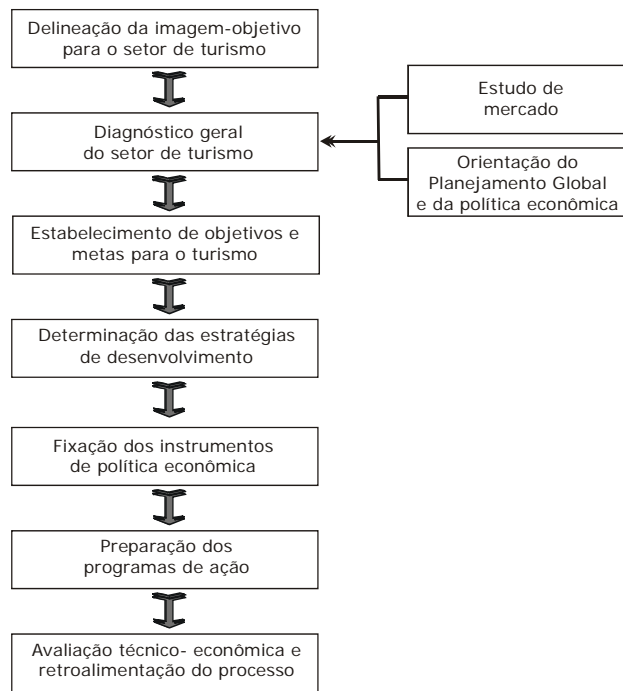 Delineação da imagem-objetivo
para o setor de turismo
Diagnóstico geral
do setor de turismo
Estudo de
mercado
Orientação do
Planejamento Global
e da política econômica
Estabelecimento de objetivos e
metas para o turismo
Determinação das estratégias
de desenvolvimento
Fixação dos instrumentos
de política econômica
Preparação dos
programas de ação
Avaliação técnico- econômica e
retroalimentação do processo